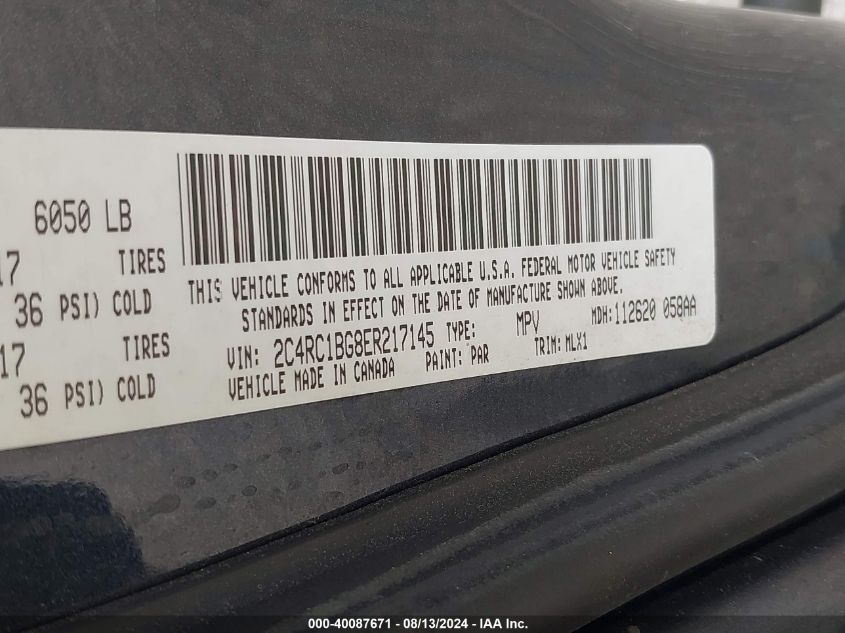 6050 LB
17 TIRES
36 PSI) COLD
17
36 PSI) COLD
THIS VEHICLE CONFORMS TO ALL APPLICABLE U.S.A. FEDERAL MOTOR VEHICLE SAFETY
STANDARDS IN EFFECT ON THE DATE OF MANUFACTURE SHOWN ABOVE.
VIN: 2C4RC1BG8ER217145 TYPE: MPV MDH: 112620 058AA
VEHICLE MADE IN CANADA PAINT: PAR TRIM: MLX1
000-40087671 - 08/13/2024 - IAA Inc.